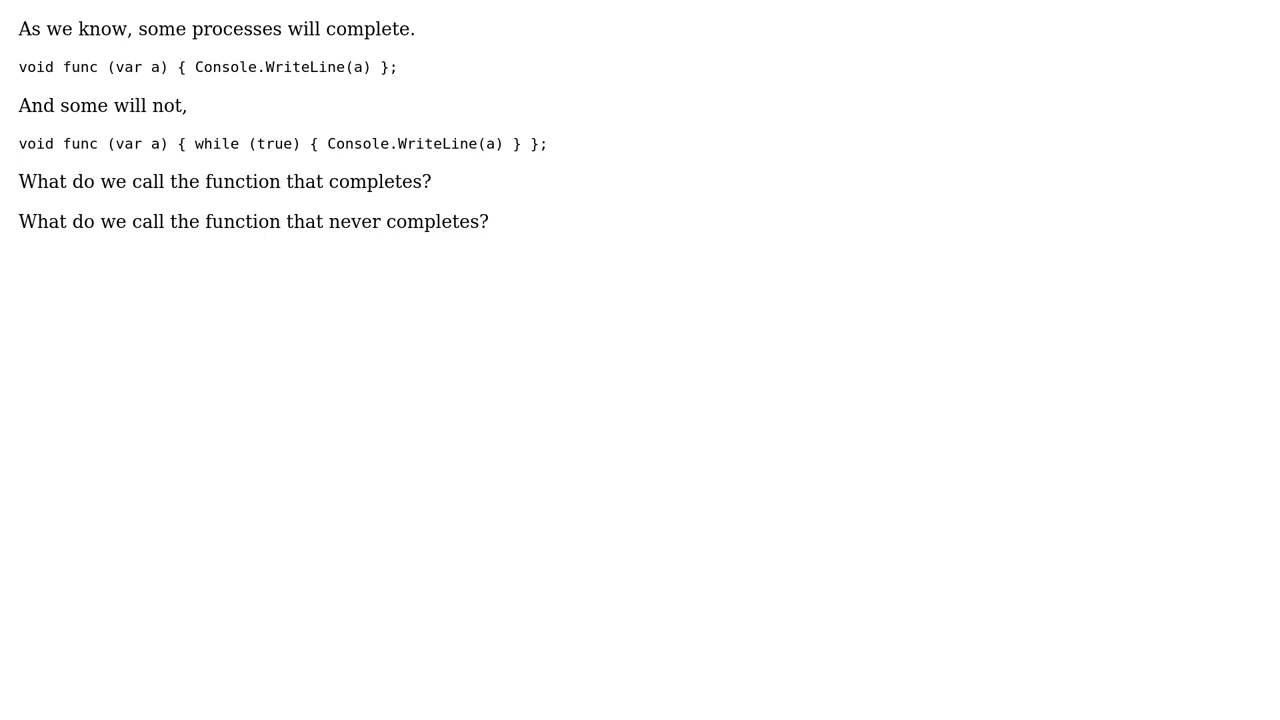 As we know, some processes will complete.
void func (var a) { Console.WriteLine(a) };
And some will not,
void func (var a) { while (true) { Console.WriteLine(a) } };
What do we call the function that completes?
What do we call the function that never completes?